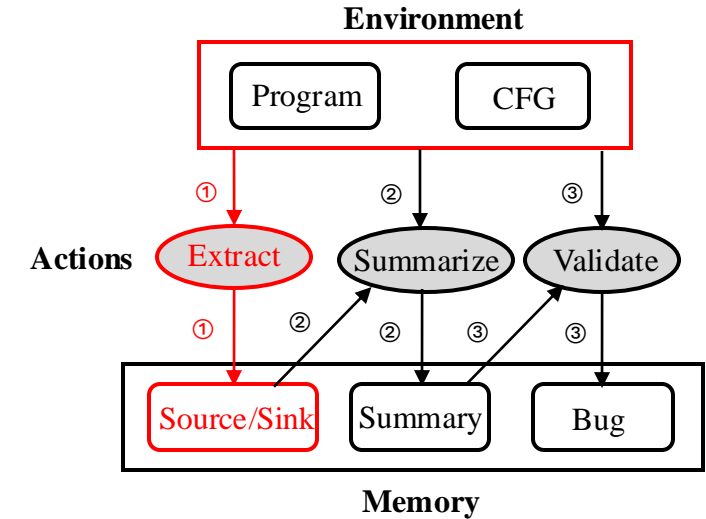 Environment
Program CFG
① ② ③
Actions Extract Summarize Validate
① ② ② ③ ③
Source/Sink Summary Bug
Memory